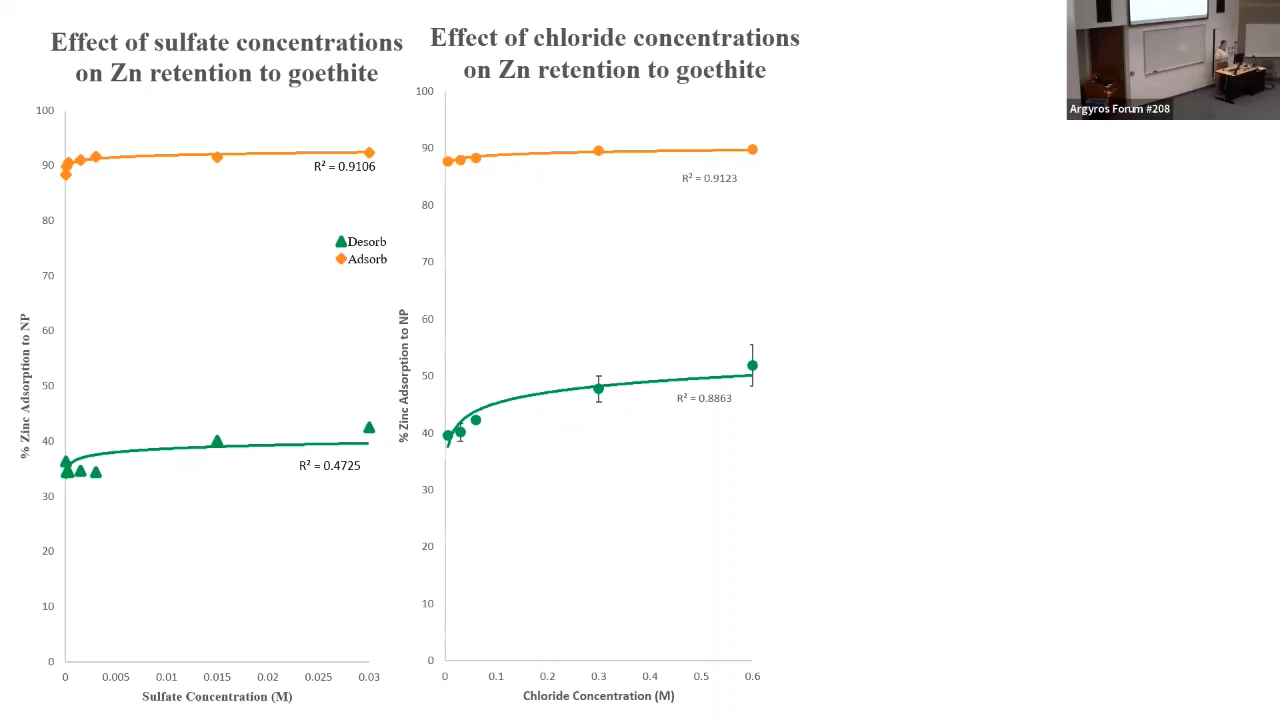 Effect of sulfate concentrations
on Zn retention to goethite
100
90
80
70
60
50
40
30
20
10
0
% Zinc Adsorption to NP
R² = 0.9106
Desorb
Adsorb
R² = 0.4725
0 0.005 0.01 0.015 0.02 0.025 0.03
Sulfate Concentration (M)
Effect of chloride concentrations
on Zn retention to goethite
100
90
80
70
60
50
40
30
20
10
0
% Zinc Adsorption to NP
R² = 0.9123
R² = 0.8863
0 0.1 0.2 0.3 0.4 0.5 0.6
Chloride Concentration (M)
Argyros Forum #208